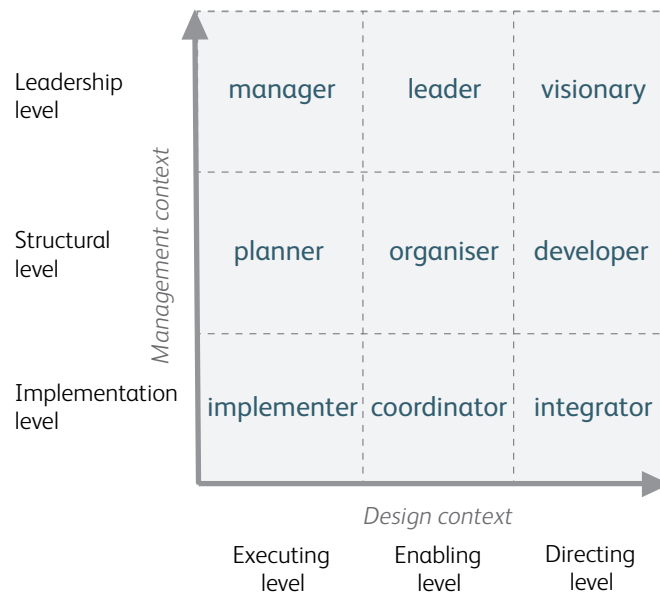 Leadership
level
manager
leader
visionary
Management context
Structural
level
planner
organiser
developer
Implementation
level
implementer
coordinator
integrator
Design context
Executing
level
Enabling
level
Directing
level